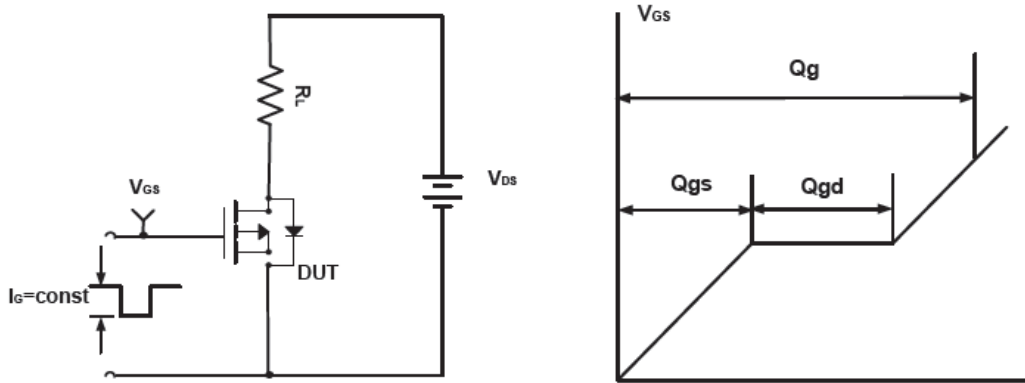 RL
VGS
VDS
DUT
IG=const
VGS
Qg
Qgs
Qgd